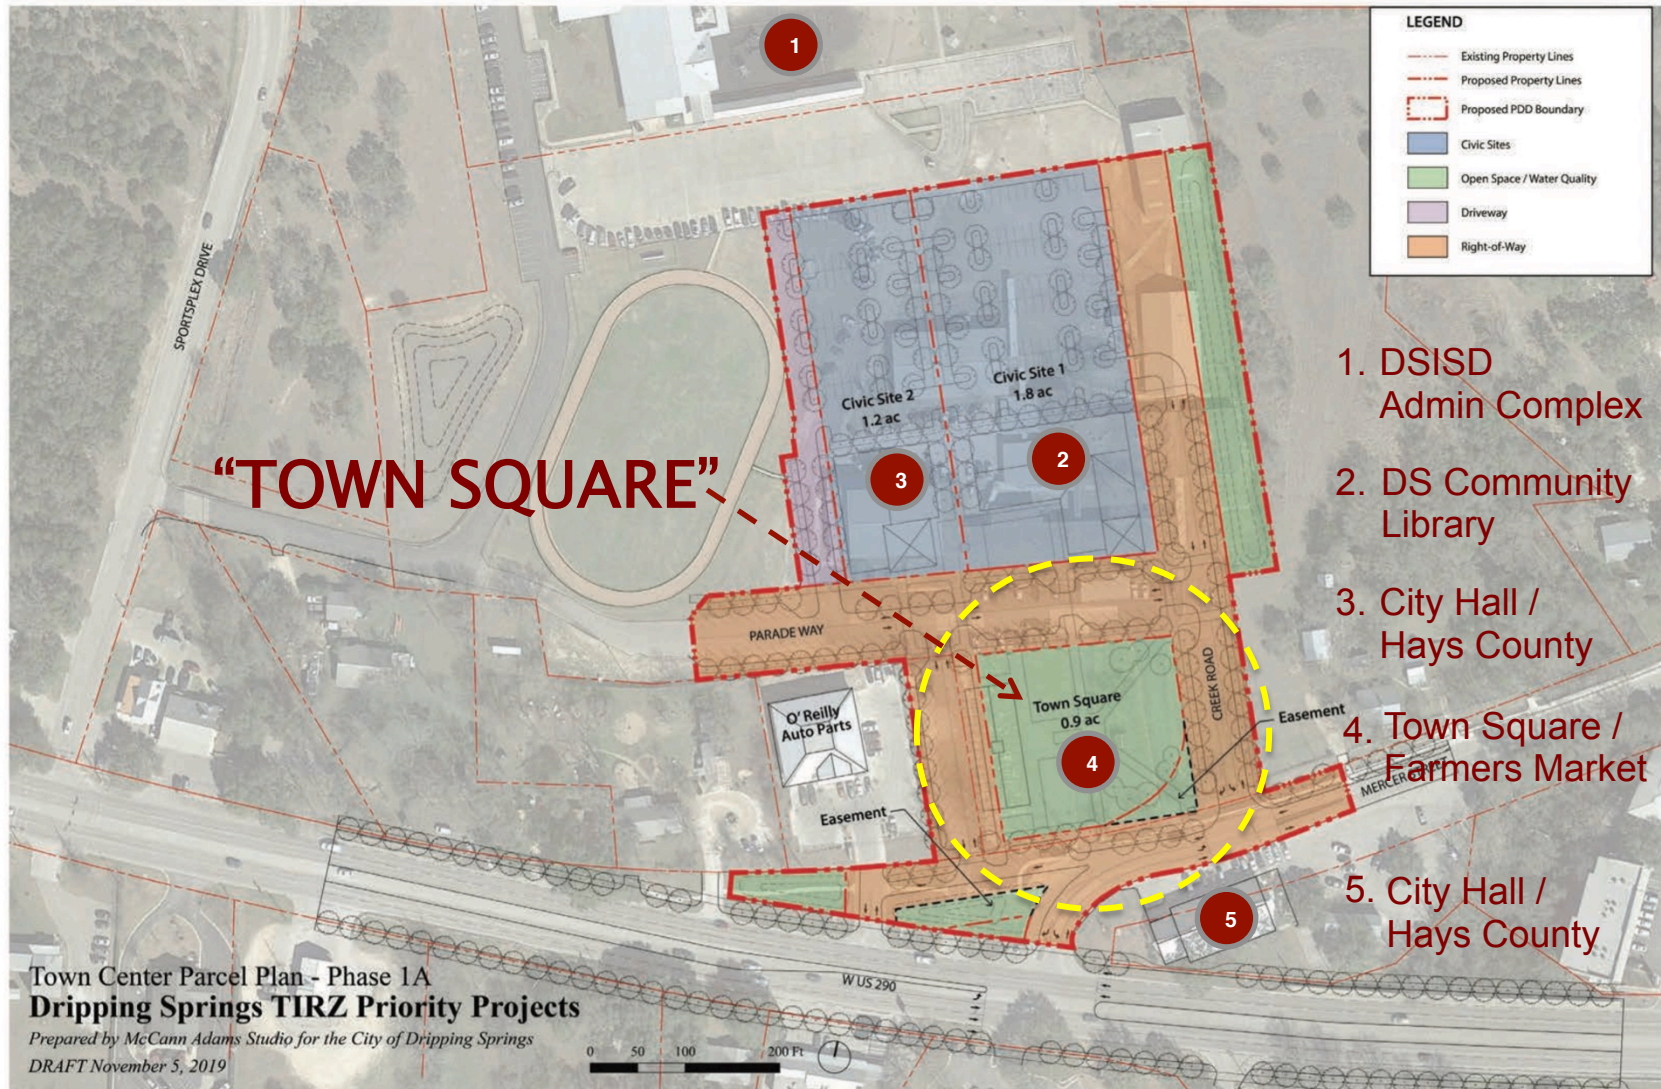 LEGEND
Existing Property Lines
Proposed Property Lines
Proposed PDD Boundary
Civic Sites
Open Space / Water Quality
Driveway
Right-of-Way
1
SPORTSPLEX DRIVE
Civic Site 2
1.2 ac
Civic Site 1
1.8 ac
3
2
“TOWN SQUARE”
PARADE WAY
CREEK ROAD
O' Reilly
Auto Parts
Town Square
0.9 ac
4
Easement
Easement
MERCER STREET
5
W US 290
1. DSISD
Admin Complex
2. DS Community
Library
3. City Hall /
Hays County
4. Town Square /
Farmers Market
5. City Hall /
Hays County
Town Center Parcel Plan - Phase 1A
Dripping Springs TIRZ Priority Projects
Prepared by McCann Adams Studio for the City of Dripping Springs
DRAFT November 5, 2019
0 50 100 200 Ft